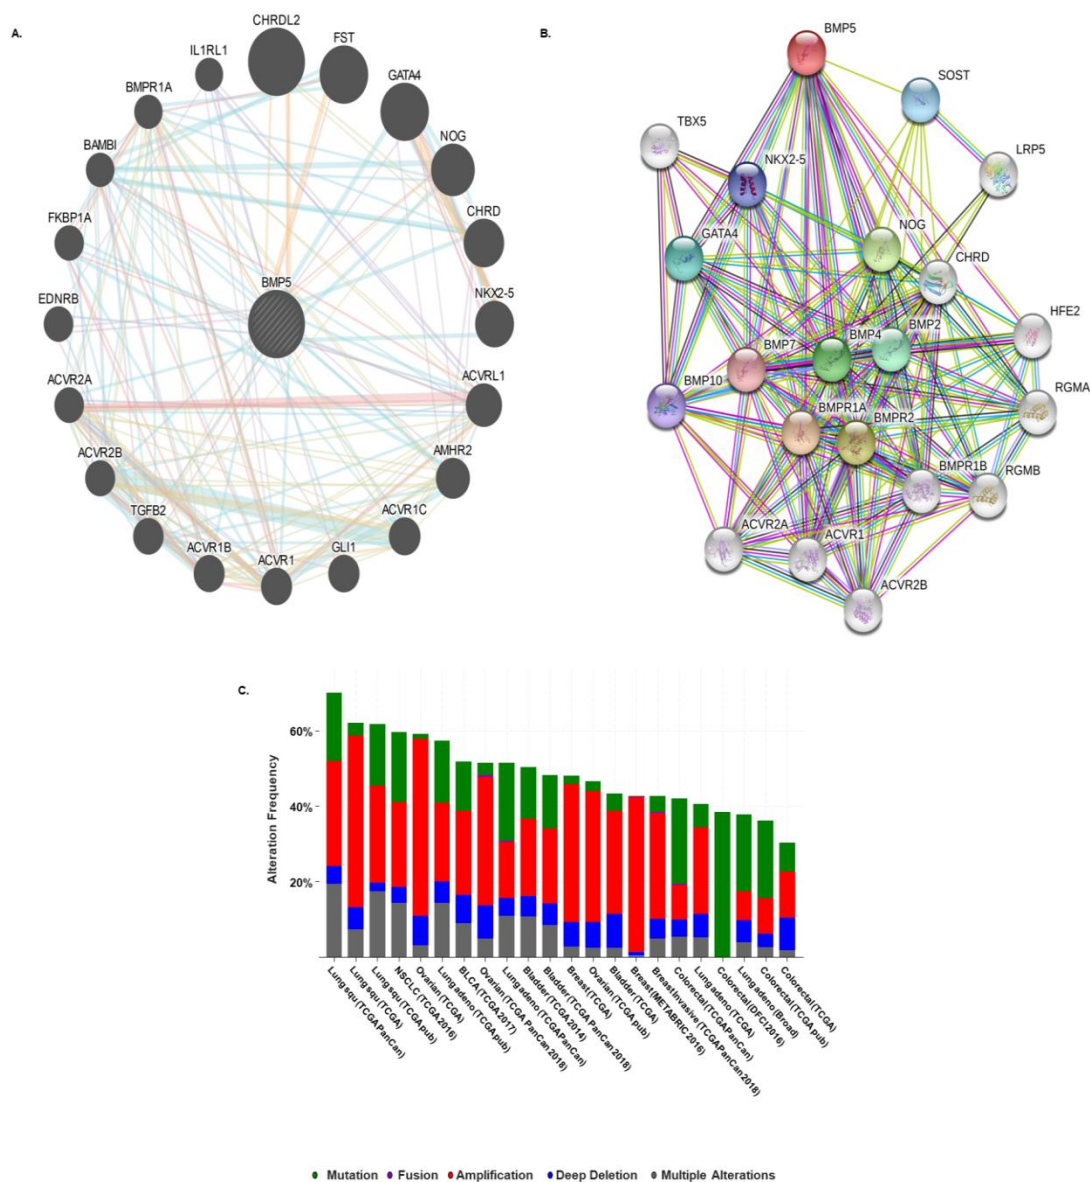 A.
CHRDL2
FST
IL1RL1
GATA4
BMPR1A
NOG
BAMBI
CHRD
FKBP1A
BMP5
EDNRB
NKX2-5
ACVR2A
ACVRL1
ACVR2B
AMHR2
TGFB2
ACVR1C
ACVR1B
ACVR1
GLI1
B.
BMP5
SOST
TBX5
LRP5
NKX2-5
NOG
GATA4
CHRD
HFE2
BMP2
BMP4
BMP7
RGMA
BMP10
BMPR1A
BMPR2
BMPR1B
RGMB
ACVR2A
ACVR1
ACVR2B
C.
Alteration Frequency
60%
40%
20%
Lung squ (TCGA PanCan)
Lung squ (TCGA)
Lung squ (TCGA pub)
NSCLC (TCGA 2016)
Ovarian (TCGA)
Lung adeno (TCGA pub)
BLCA (TCGA 2017)
Ovarian (TCGA PanCan 2018)
Lung adeno (TCGA PanCan)
Bladder (TCGA 2014)
Bladder (TCGA PanCan 2018)
Breast (TCGA)
Ovarian (TCGA pub)
Bladder (TCGA)
Breast (METABRIC 2016)
Breast Invasive (TCGA PanCan 2018)
Colorectal (TCGA PanCan)
Lung adeno (TCGA)
Colorectal (DFCI 2016)
Lung adeno (Broad)
Colorectal (TCGA pub)
Colorectal (TCGA)
Mutation Fusion Amplification Deep Deletion Multiple Alterations